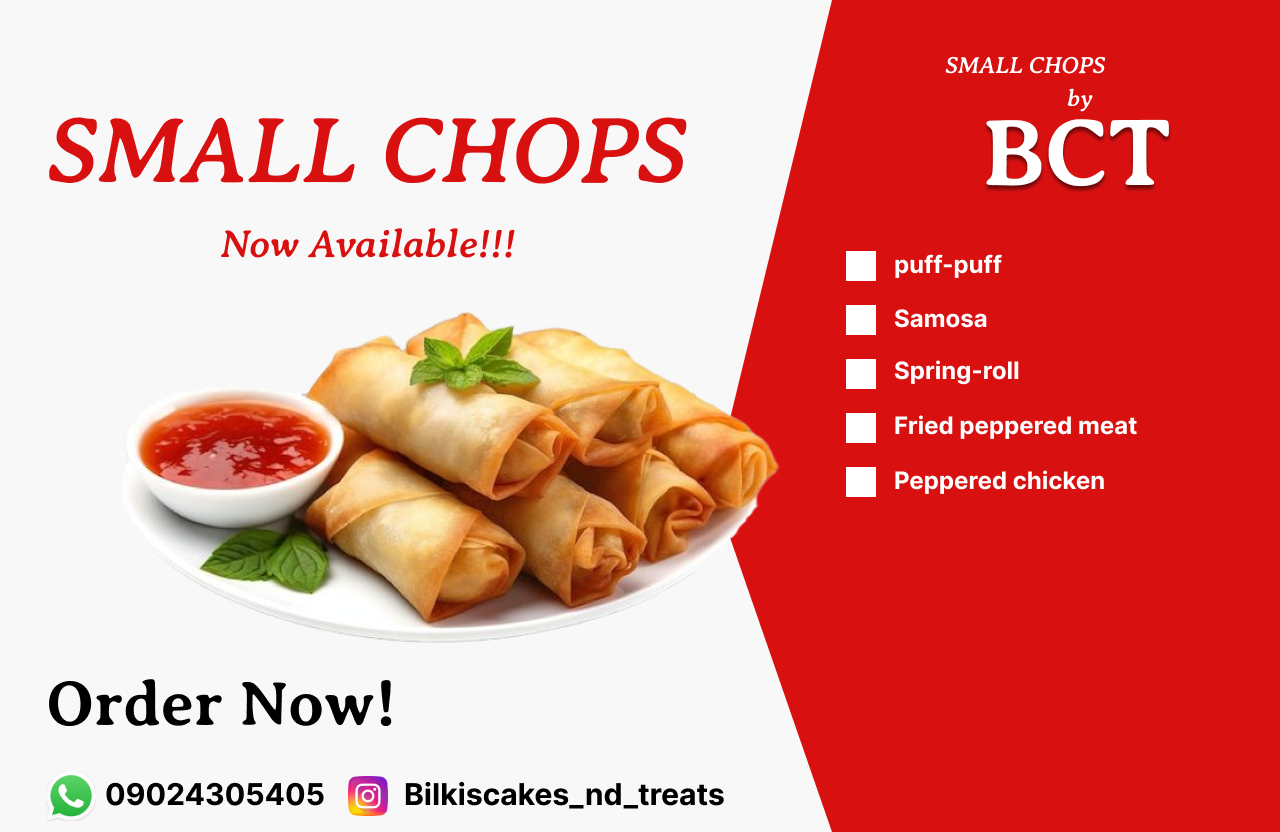 SMALL CHOPS
Now Available!!!
SMALL CHOPS
by
BCT
puff-puff
Samosa
Spring-roll
Fried peppered meat
Peppered chicken
Order Now!
09024305405 Bilkiscakes_nd_treats